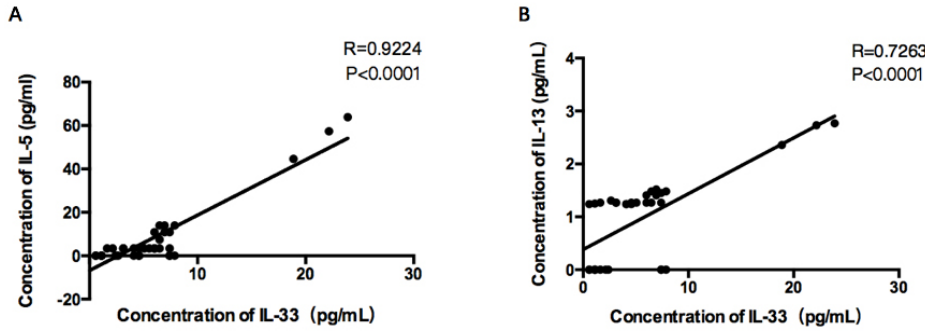 A
R=0.9224
P<0.0001
Concentration of IL-5 (pg/ml)
80
60
40
20
0
-20
10
20
30
Concentration of IL-33 (pg/mL)
B
R=0.7263
P<0.0001
Concentration of IL-13 (pg/mL)
4
3
2
1
0
0
10
20
30
Concentration of IL-33 (pg/mL)